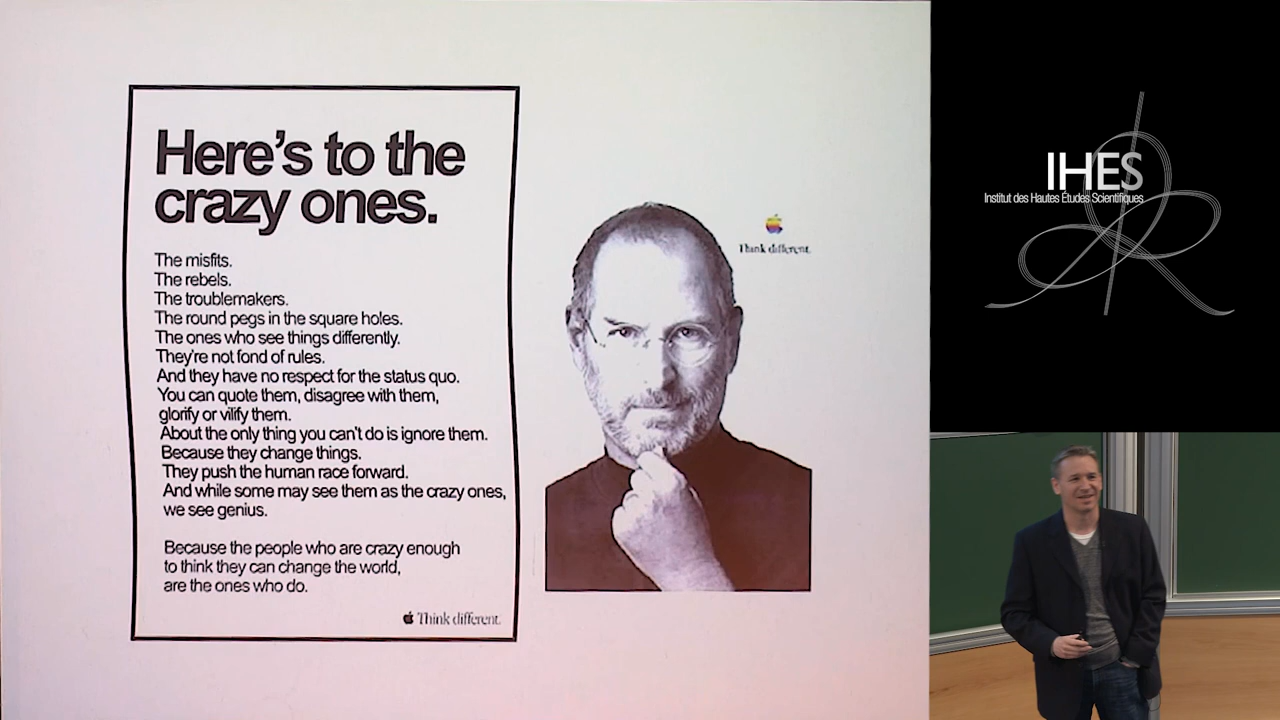 Here's to the
crazy ones.
The misfits.
The rebels.
The troublemakers.
The round pegs in the square holes.
The ones who see things differently.
They're not fond of rules.
And they have no respect for the status quo.
You can quote them, disagree with them,
glorify or vilify them.
About the only thing you can't do is ignore them.
Because they change things.
They push the human race forward.
And while some may see them as the crazy ones,
we see genius.
Because the people who are crazy enough
to think they can change the world,
are the ones who do.
Think different.
Think different.
IHES
Institut des Hautes Études Scientifiques